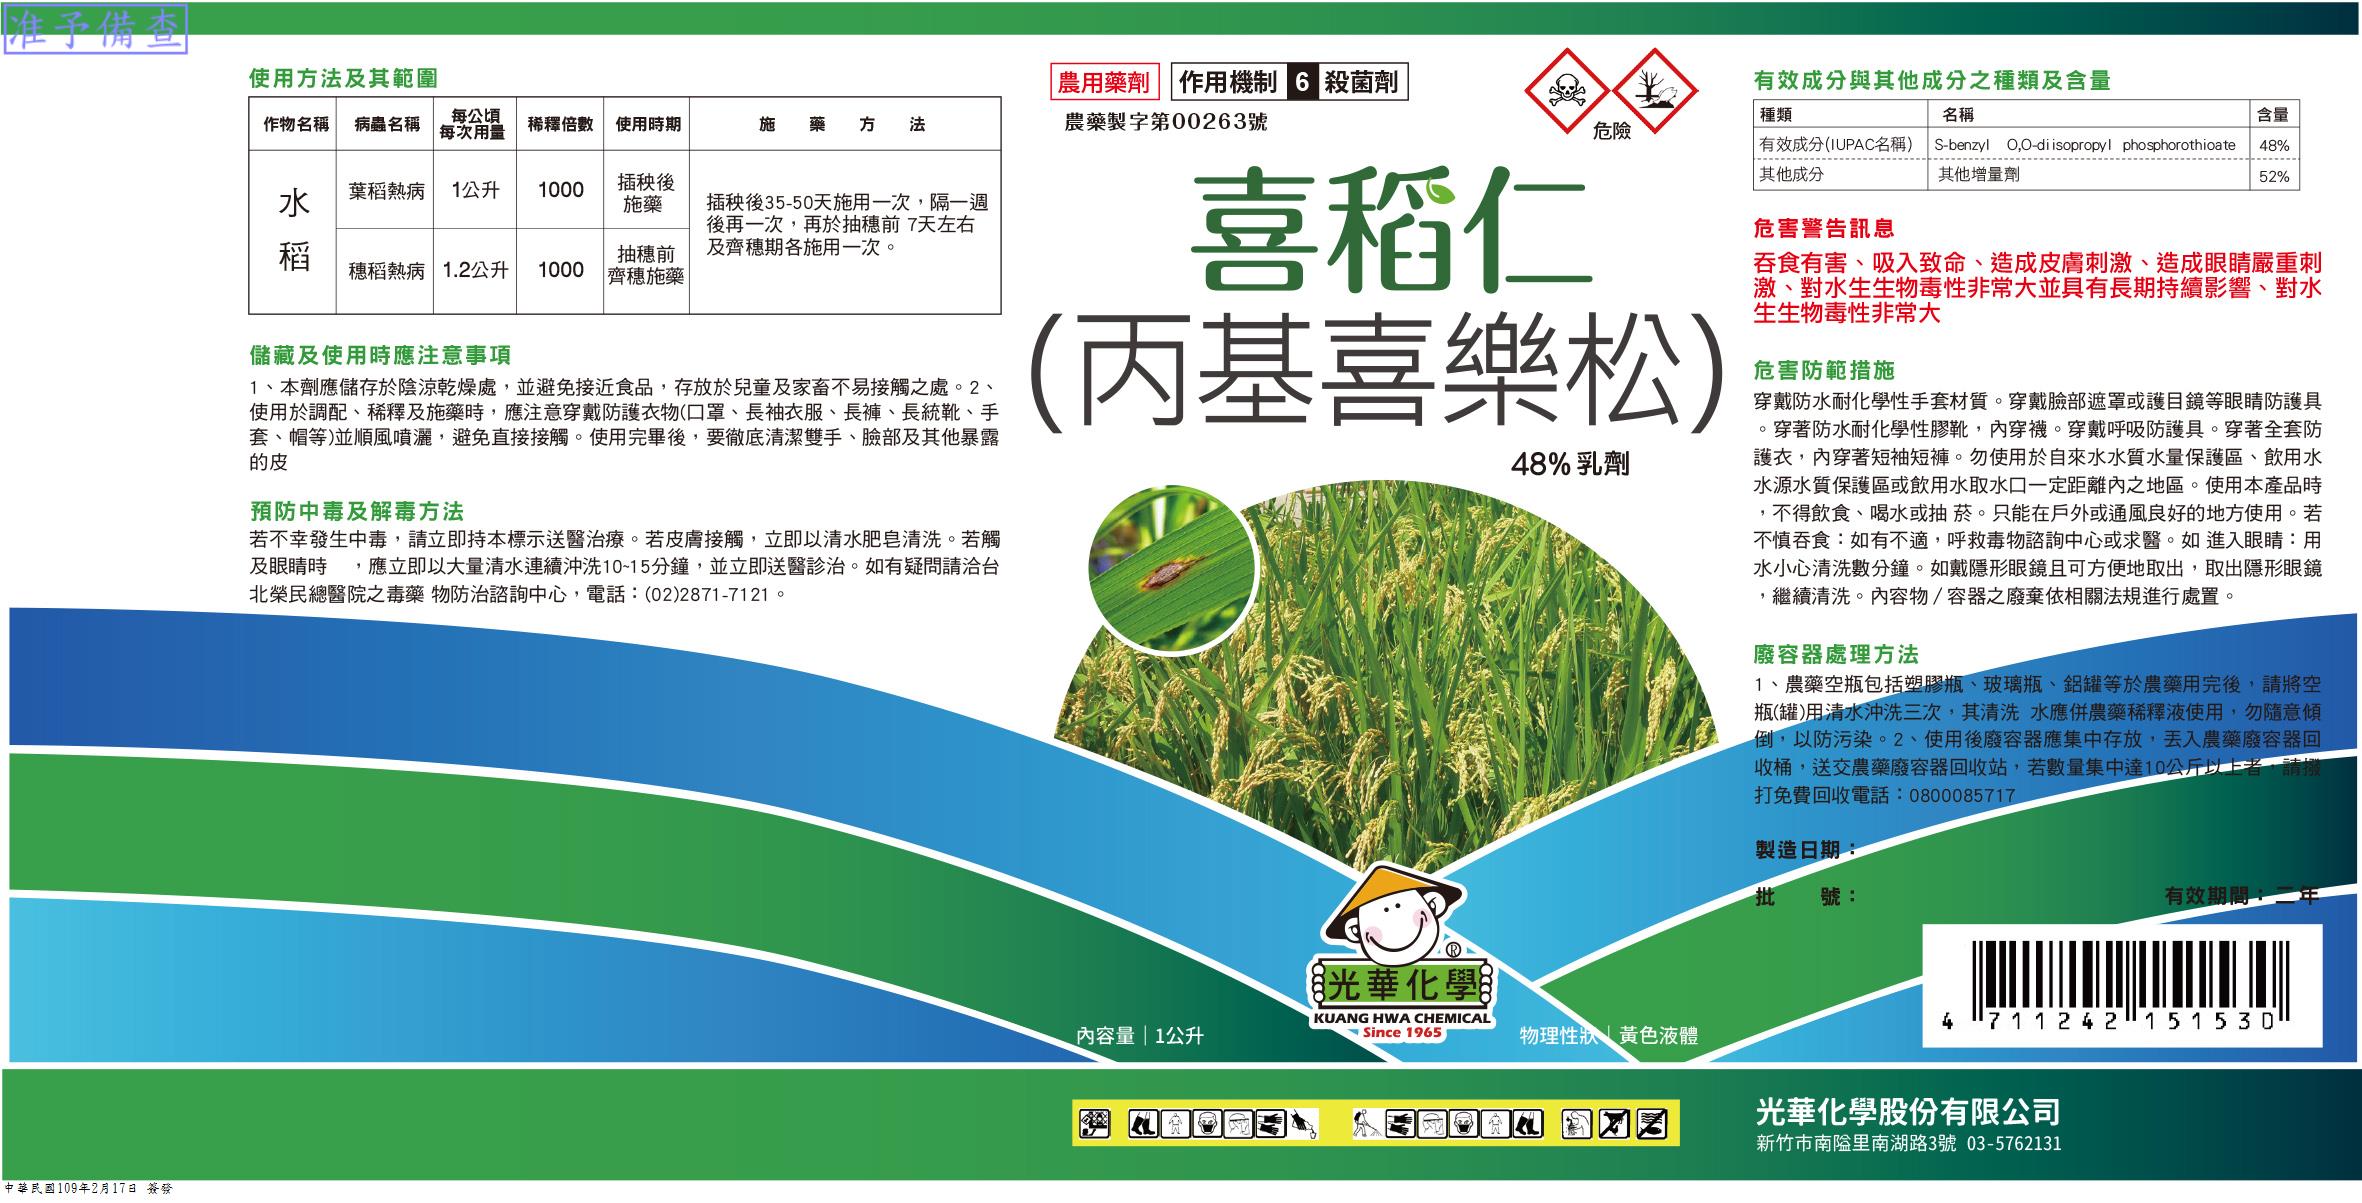 准予備查
使用方法及其範圍
作物名稱 病蟲名稱 每公頃每次用量 稀釋倍數 使用時期 施藥方法
水稻
葉稻熱病 1公升 1000 插秧後施藥
穗稻熱病 1.2公升 1000 抽穗前齊穗施藥
插秧後35-50天施用一次，隔一週
後再一次，再於抽穗前 7天左右
及齊穗期各施用一次。
儲藏及使用時應注意事項
1、本劑應儲存於陰涼乾燥處，並避免接近食品，存放於兒童及家畜不易接觸之處。2、
使用於調配、稀釋及施藥時，應注意穿戴防護衣物(口罩、長袖衣服、長褲、長統靴、手
套、帽等)並順風噴灑，避免直接接觸。使用完畢後，要徹底清潔雙手、臉部及其他暴露
的皮
預防中毒及解毒方法
若不幸發生中毒，請立即持本標示送醫治療。若皮膚接觸，立即以清水肥皂清洗。若觸
及眼睛時 ，應立即以大量清水連續沖洗10~15分鐘，並立即送醫診治。如有疑問請洽台
北榮民總醫院之毒藥 物防治諮詢中心，電話：(02)2871-7121。
農用藥劑 作用機制 6 殺菌劑
農藥製字第00263號
危險
喜稻仁
(丙基喜樂松)
48% 乳劑
光華化學
®
KUANG HWA CHEMICAL
Since 1965
內容量｜1公升
物理性狀｜黃色液體
有效成分與其他成分之種類及含量
種類 名稱 含量
有效成分(IUPAC名稱) S-benzyl O,O-diisopropyl phosphorothioate 48%
其他成分 其他增量劑 52%
危害警告訊息
吞食有害、吸入致命、造成皮膚刺激、造成眼睛嚴重刺
激、對水生生物毒性非常大並具有長期持續影響、對水
生生物毒性非常大
危害防範措施
穿戴防水耐化學性手套材質。穿戴臉部遮罩或護目鏡等眼睛防護具
。穿著防水耐化學性膠靴，內穿襪。穿戴呼吸防護具。穿著全套防
護衣，內穿著短袖短褲。勿使用於自來水水質水量保護區、飲用水
水源水質保護區或飲用水取水口一定距離內之地區。使用本產品時
，不得飲食、喝水或抽 菸。只能在戶外或通風良好的地方使用。若
不慎吞食：如有不適，呼救毒物諮詢中心或求醫。如 進入眼睛：用
水小心清洗數分鐘。如戴隱形眼鏡且可方便地取出，取出隱形眼鏡
，繼續清洗。內容物／容器之廢棄依相關法規進行處置。
廢容器處理方法
1、農藥空瓶包括塑膠瓶、玻璃瓶、鋁罐等於農藥用完後，請將空
瓶(罐)用清水沖洗三次，其清洗 水應併農藥稀釋液使用，勿隨意傾
倒，以防污染。2、使用後廢容器應集中存放，丟入農藥廢容器回
收桶，送交農藥廢容器回收站，若數量集中達10公斤以上者，請撥
打免費回收電話：0800085717
製造日期：
批 號：
有效期間：二年
4 711242 151530
光華化學股份有限公司
新竹市南隘里南湖路3號 03-5762131
中華民國109年2月17日 簽發